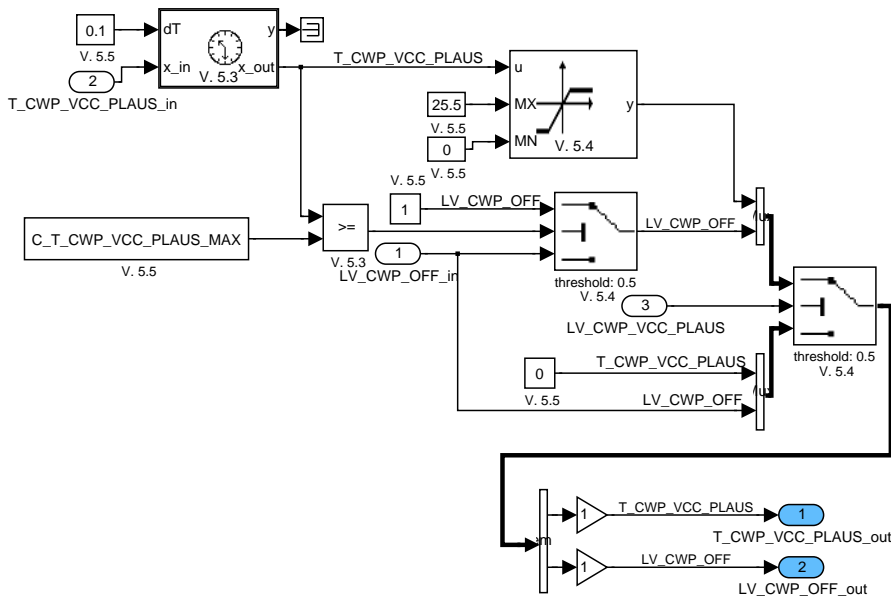 0.1
V. 5.5
dT
y
x_in
x_out
V. 5.3
2
T_CWP_VCC_PLAUS_in
T_CWP_VCC_PLAUS
u
MX
MN
y
V. 5.4
25.5
V. 5.5
0
V. 5.5
V. 5.5
1
LV_CWP_OFF
LV_CWP_OFF
C_T_CWP_VCC_PLAUS_MAX
V. 5.5
>=
V. 5.3
1
LV_CWP_OFF_in
threshold: 0.5
V. 5.4
3
LV_CWP_VCC_PLAUS
threshold: 0.5
V. 5.4
0
V. 5.5
T_CWP_VCC_PLAUS
LV_CWP_OFF
1
T_CWP_VCC_PLAUS
1
T_CWP_VCC_PLAUS_out
1
LV_CWP_OFF
2
LV_CWP_OFF_out